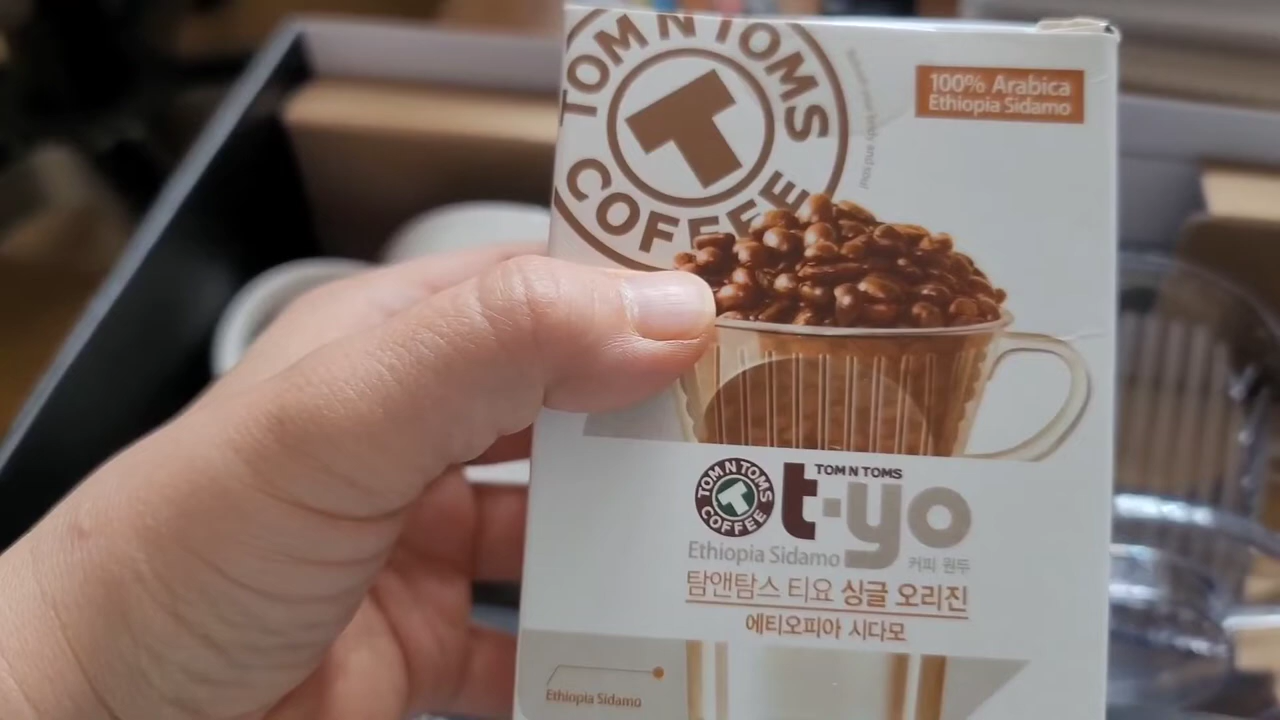 TOM N TOMS
COFFEE
T
100% Arabica
Ethiopia Sidamo
TOM N TOMS
COFFEE
T
TOM N TOMS
t-yo
Ethiopia Sidamo
커피 원두
탐앤탐스 티요 싱글 오리진
에티오피아 시다모
Ethiopia Sidamo